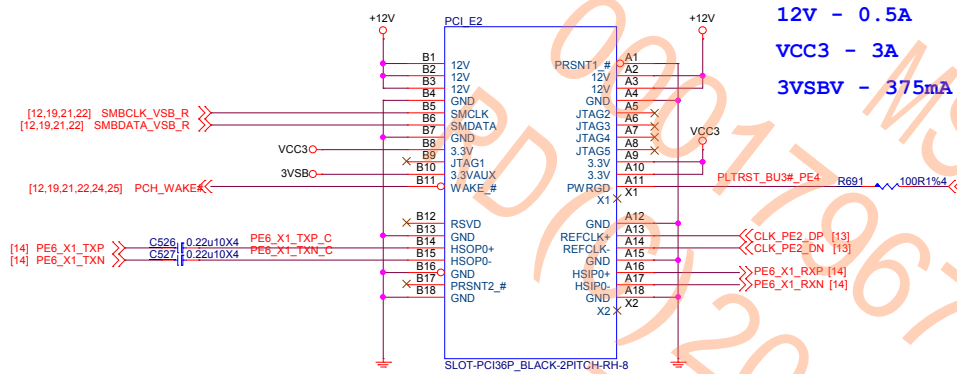 +12V
PCI_E2
+12V
12V - 0.5A
VCC3 - 3A
3VSBV - 375mA
B1 12V PRSNT1_# A1
B2 12V 12V A2
B3 12V 12V A3
B4 GND GND A4
[12,19,21,22] SMBCLK_VSB_R B5 SMCLK JTAG2 A5
[12,19,21,22] SMBDATA_VSB_R B6 SMDATA JTAG3 A6
B7 GND JTAG4 A7
VCC3 B8 3.3V JTAG5 A8 VCC3
B9 JTAG1 3.3V A9
3VSB B10 3.3VAUX 3.3V A10
[12,19,21,22,24,25] PCH_WAKE# B11 WAKE_# PWRGD A11 PLTRST_BU3#_PE4 R691 100R1%4
X1 X1
B12 RSVD GND A12
B13 GND REFCLK+ A13 CLK_PE2_DP [13]
[14] PE6_X1_TXP C526 0.22u10X4 PE6_X1_TXP_C B14 HSOP0+ REFCLK- A14 CLK_PE2_DN [13]
[14] PE6_X1_TXN C527 0.22u10X4 PE6_X1_TXN_C B15 HSOP0- GND A15
B16 GND HSIP0+ A16 PE6_X1_RXP [14]
B17 PRSNT2_# HSIP0- A17 PE6_X1_RXN [14]
B18 GND GND A18
X2 X2
SLOT-PCI36P_BLACK-2PITCH-RH-8